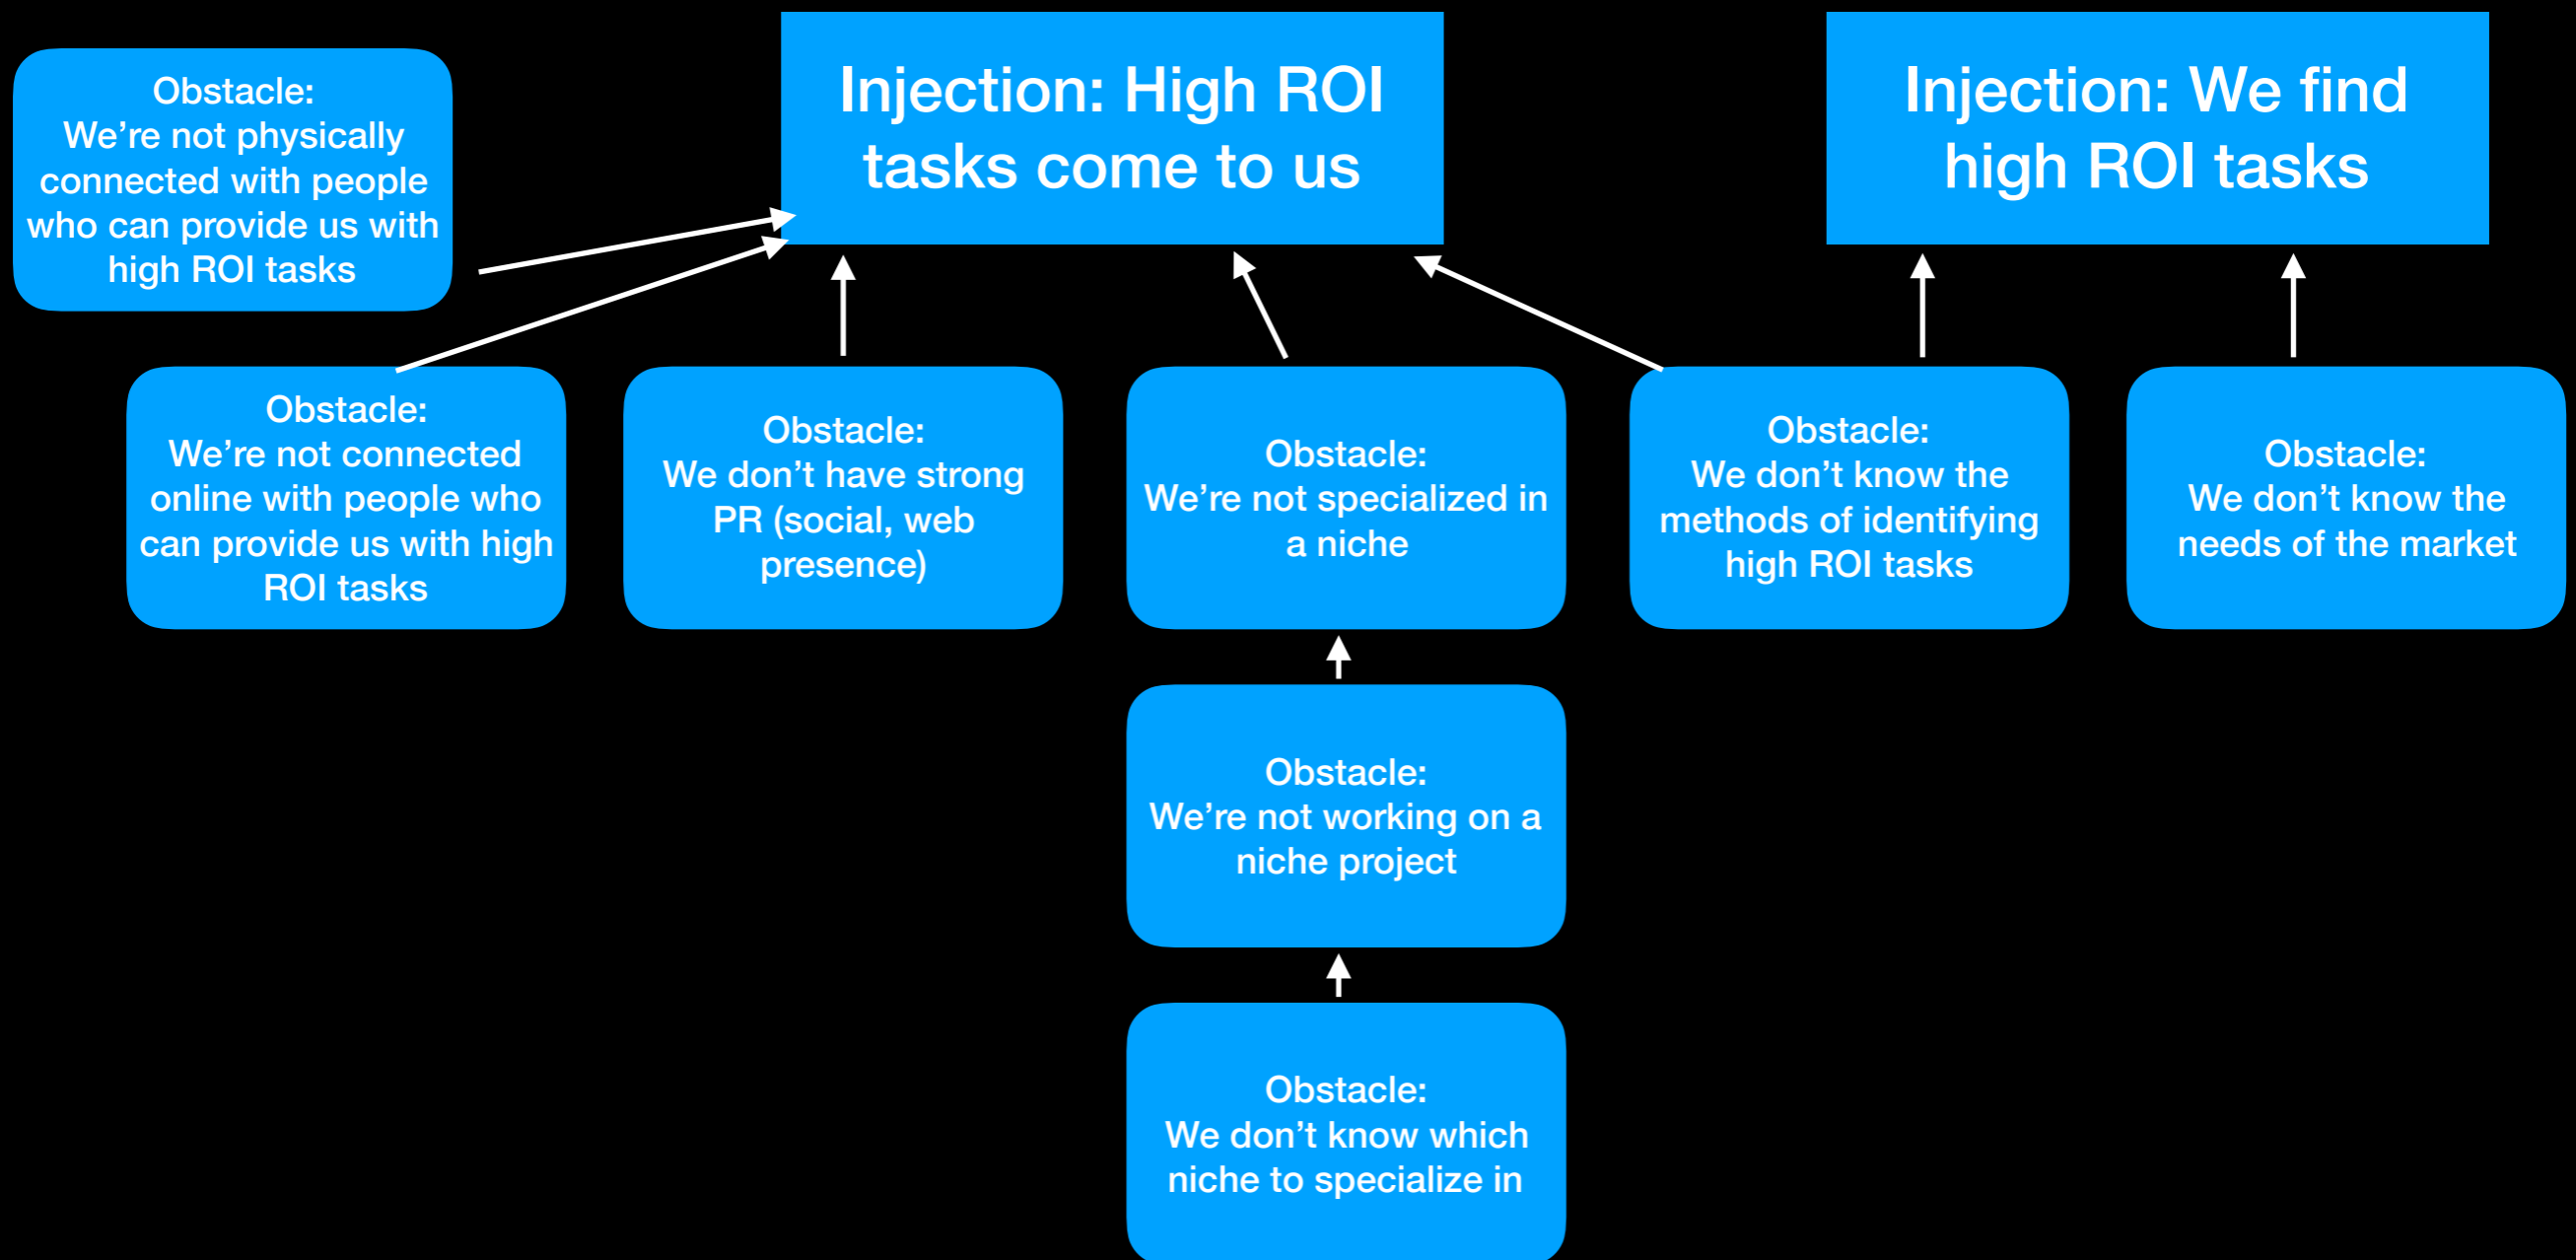 Obstacle:
We’re not physically
connected with people
who can provide us with
high ROI tasks
Injection: High ROI
tasks come to us
Injection: We find
high ROI tasks
Obstacle:
We’re not connected
online with people who
can provide us with high
ROI tasks
Obstacle:
We don’t have strong
PR (social, web
presence)
Obstacle:
We’re not specialized in
a niche
Obstacle:
We don’t know the
methods of identifying
high ROI tasks
Obstacle:
We don’t know the
needs of the market
Obstacle:
We’re not working on a
niche project
Obstacle:
We don’t know which
niche to specialize in